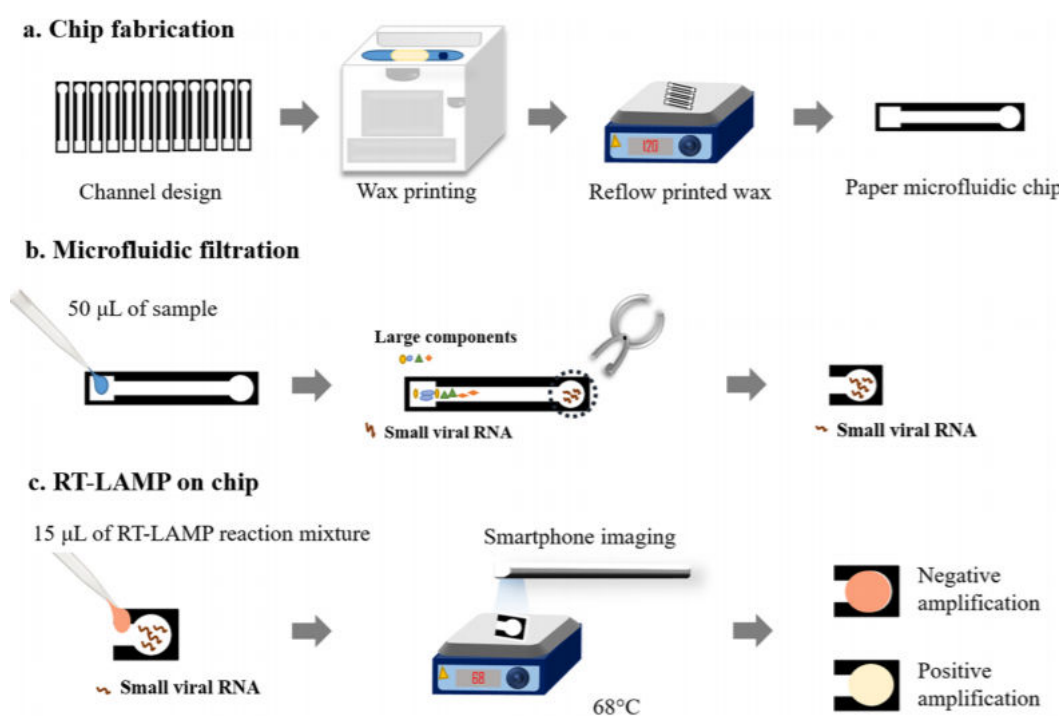 a. Chip fabrication
120
Channel design
Wax printing
Reflow printed wax
Paper microfluidic chip
b. Microfluidic filtration
50 μL of sample
Large components
Small viral RNA
Small viral RNA
c. RT-LAMP on chip
15 μL of RT-LAMP reaction mixture
Smartphone imaging
Negative
amplification
68
Small viral RNA
68°C
Positive
amplification